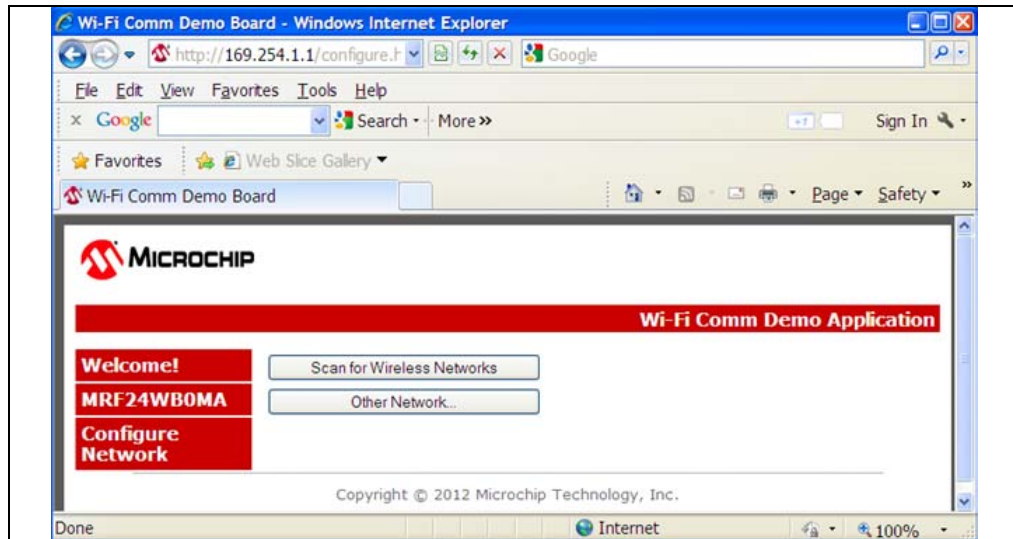 Wi-Fi Comm Demo Board - Windows Internet Explorer
http://169.254.1.1/configure.h Google
File Edit View Favorites Tools Help
x Google Search More » +1 Sign In
Favorites Web Slice Gallery
Wi-Fi Comm Demo Board Page Safety »
MICROCHIP
Wi-Fi Comm Demo Application
Welcome!
Scan for Wireless Networks
MRF24WB0MA
Other Network...
Configure
Network
Copyright © 2012 Microchip Technology, Inc.
Done Internet 100%